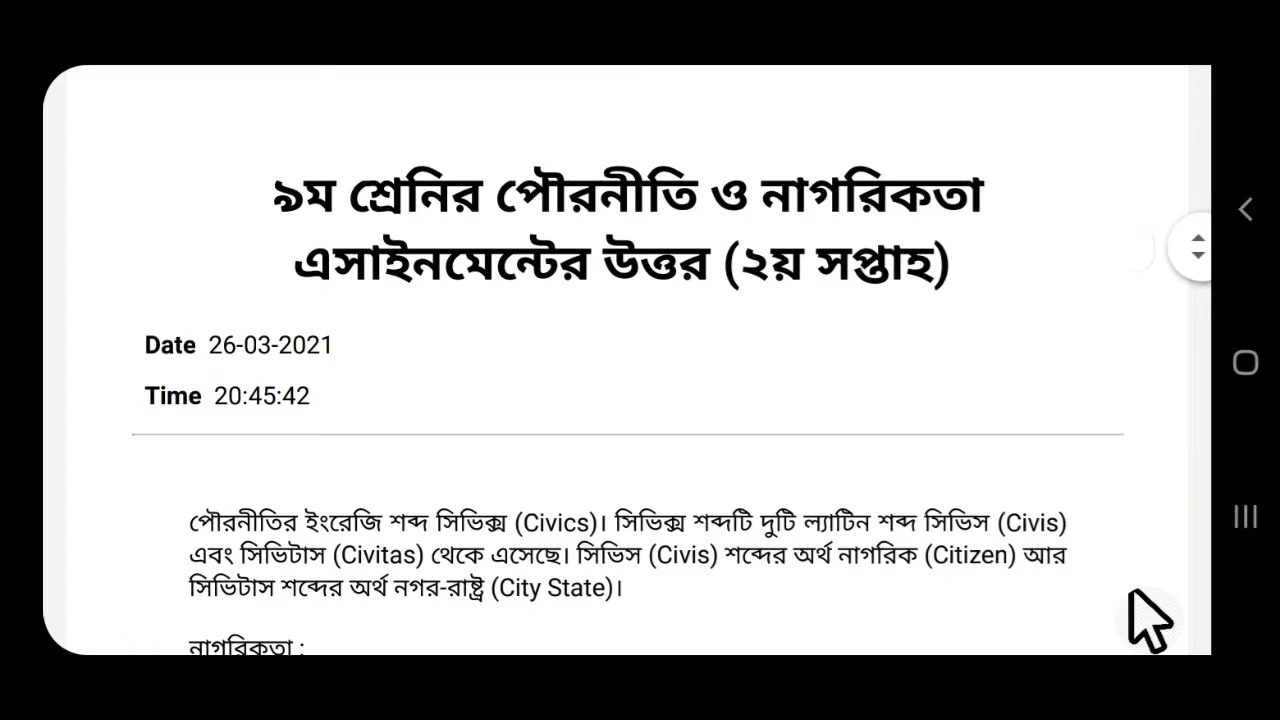 ৯ম শ্রেনির পৌরনীতি ও নাগরিকতা
এসাইনমেন্টের উত্তর (২য় সপ্তাহ)
Date 26-03-2021
Time 20:45:42
পৌরনীতির ইংরেজি শব্দ সিভিক্স (Civics)। সিভিক্স শব্দটি দুটি ল্যাটিন শব্দ সিভিস (Civis)
এবং সিভিটাস (Civitas) থেকে এসেছে। সিভিস (Civis) শব্দের অর্থ নাগরিক (Citizen) আর
সিভিটাস শব্দের অর্থ নগর-রাষ্ট্র (City State)।
নাগরিকতা :